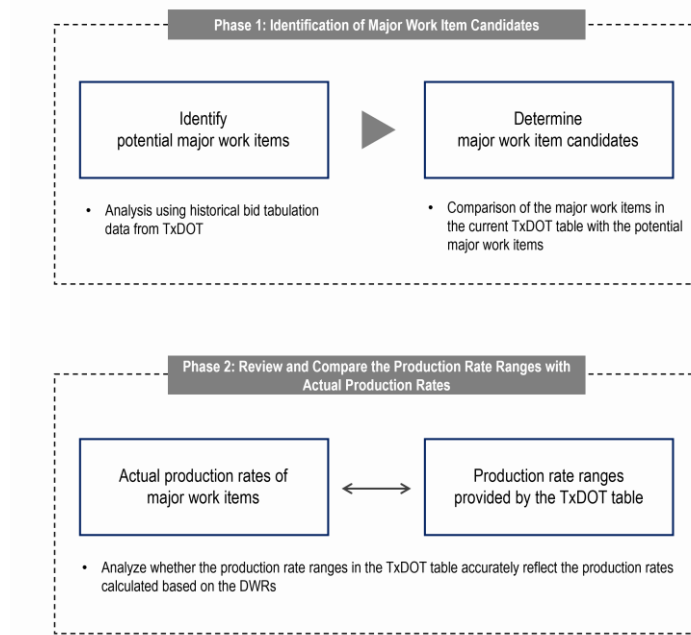 Phase 1: Identification of Major Work Item Candidates
Identify
potential major work items
Determine
major work item candidates
• Analysis using historical bid tabulation
data from TxDOT
• Comparison of the major work items in
the current TxDOT table with the potential
major work items
Phase 2: Review and Compare the Production Rate Ranges with
Actual Production Rates
Actual production rates of
major work items
Production rate ranges
provided by the TxDOT table
• Analyze whether the production rate ranges in the TxDOT table accurately reflect the production rates
calculated based on the DWRs